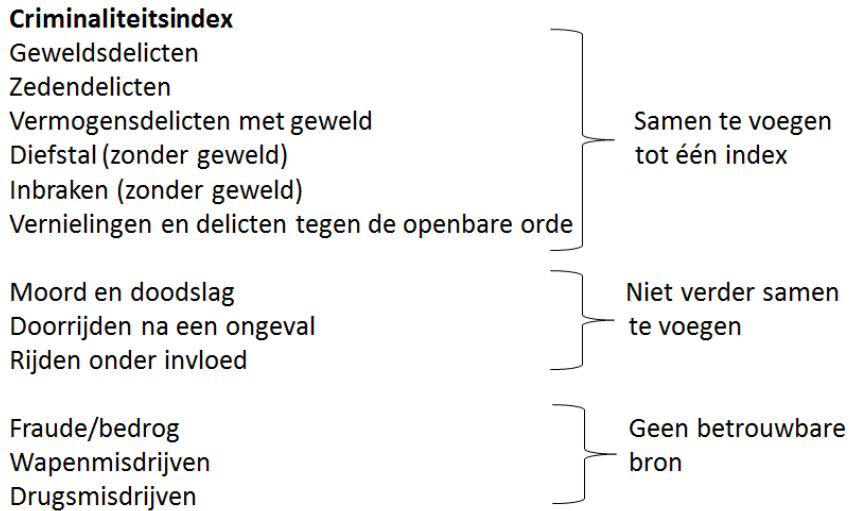 Criminaliteitsindex
Geweldsdelicten
Zedendelicten
Vermogensdelicten met geweld
Diefstal (zonder geweld)
Inbraken (zonder geweld)
Vernielingen en delicten tegen de openbare orde
Samen te voegen
tot één index
Moord en doodslag
Doorrijden na een ongeval
Rijden onder invloed
Niet verder samen
te voegen
Fraude/bedrog
Wapenmisdrijven
Drugsmisdrijven
Geen betrouwbare
bron